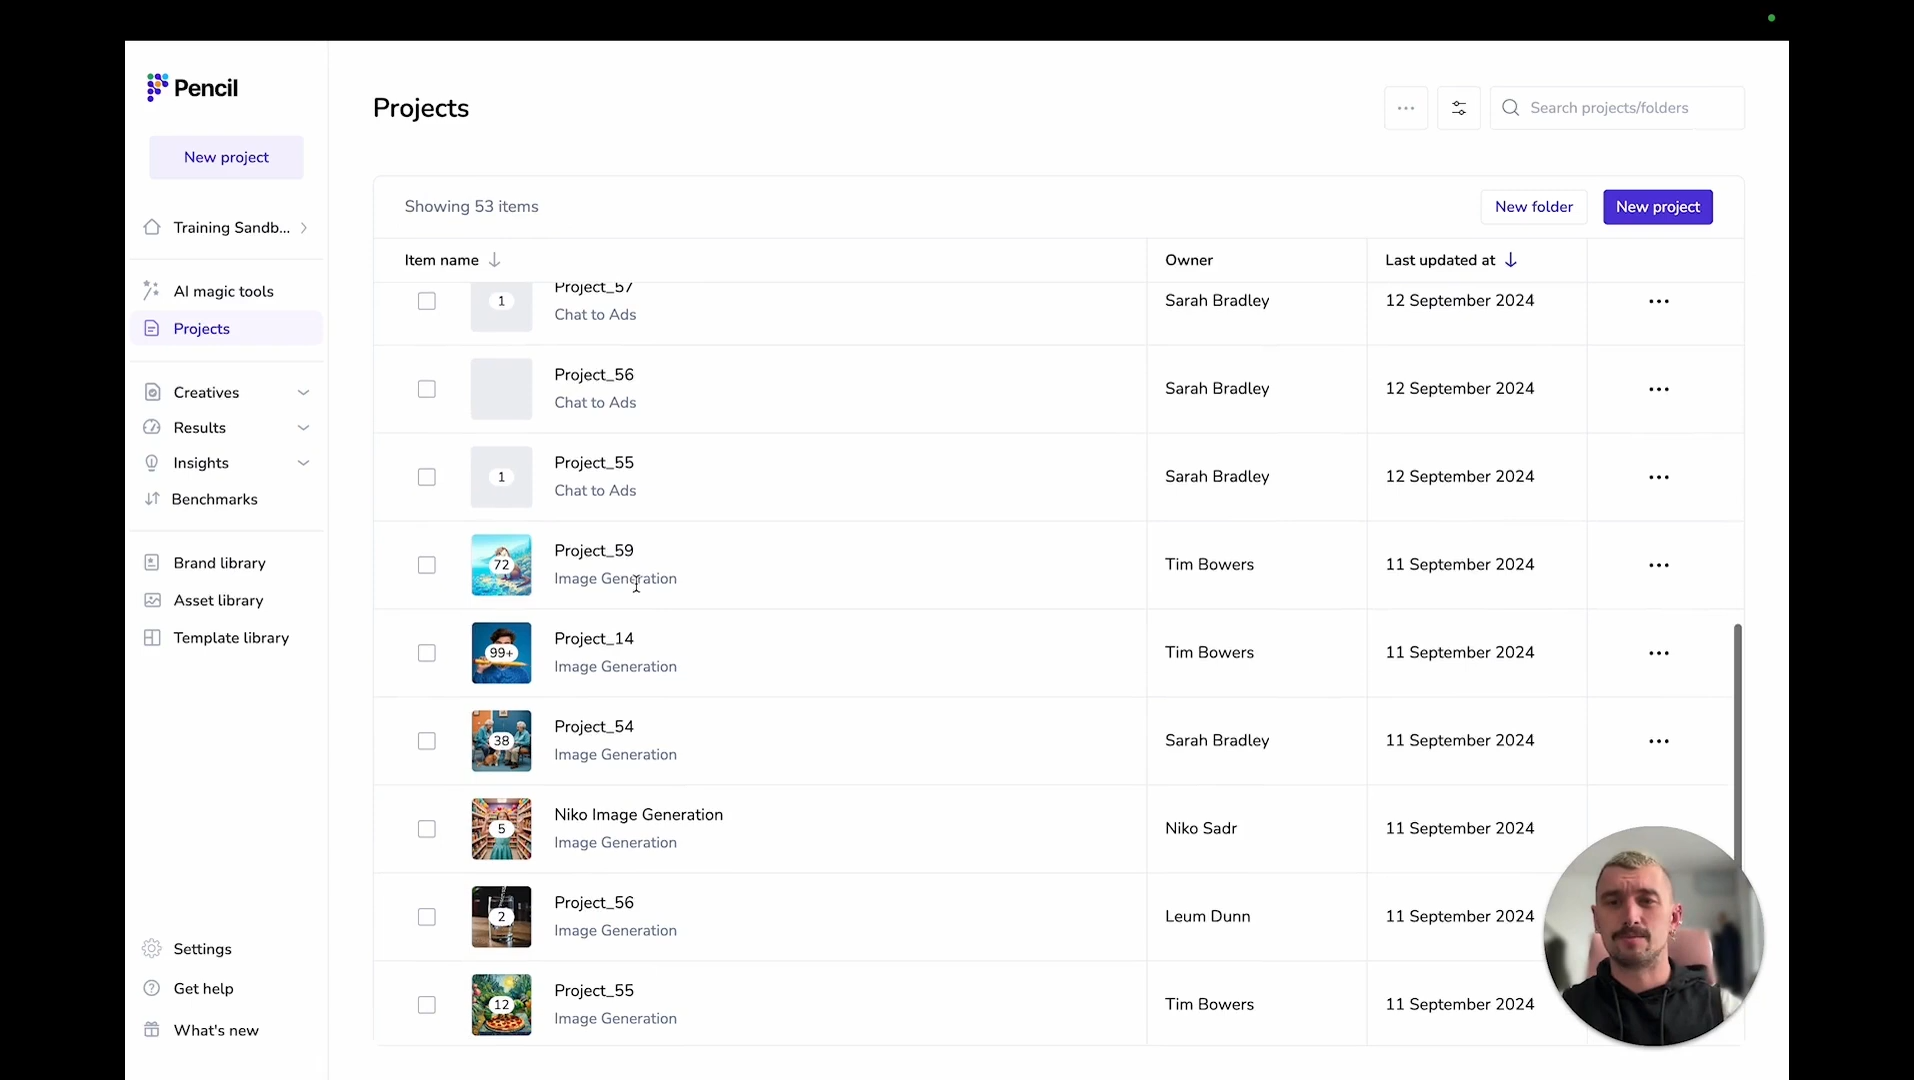 Pencil
New project
Training Sandb...
AI magic tools
Projects
Creatives
Results
Insights
Benchmarks
Brand library
Asset library
Template library
Settings
Get help
What's new
Projects
Search projects/folders
Showing 53 items
New folder
New project
Item name
Owner
Last updated at
1
Project_57
Chat to Ads
Sarah Bradley
12 September 2024
Project_56
Chat to Ads
Sarah Bradley
12 September 2024
1
Project_55
Chat to Ads
Sarah Bradley
12 September 2024
72
Project_59
Image Generation
Tim Bowers
11 September 2024
99+
Project_14
Image Generation
Tim Bowers
11 September 2024
38
Project_54
Image Generation
Sarah Bradley
11 September 2024
5
Niko Image Generation
Image Generation
Niko Sadr
11 September 2024
2
Project_56
Image Generation
Leum Dunn
11 September 2024
12
Project_55
Image Generation
Tim Bowers
11 September 2024